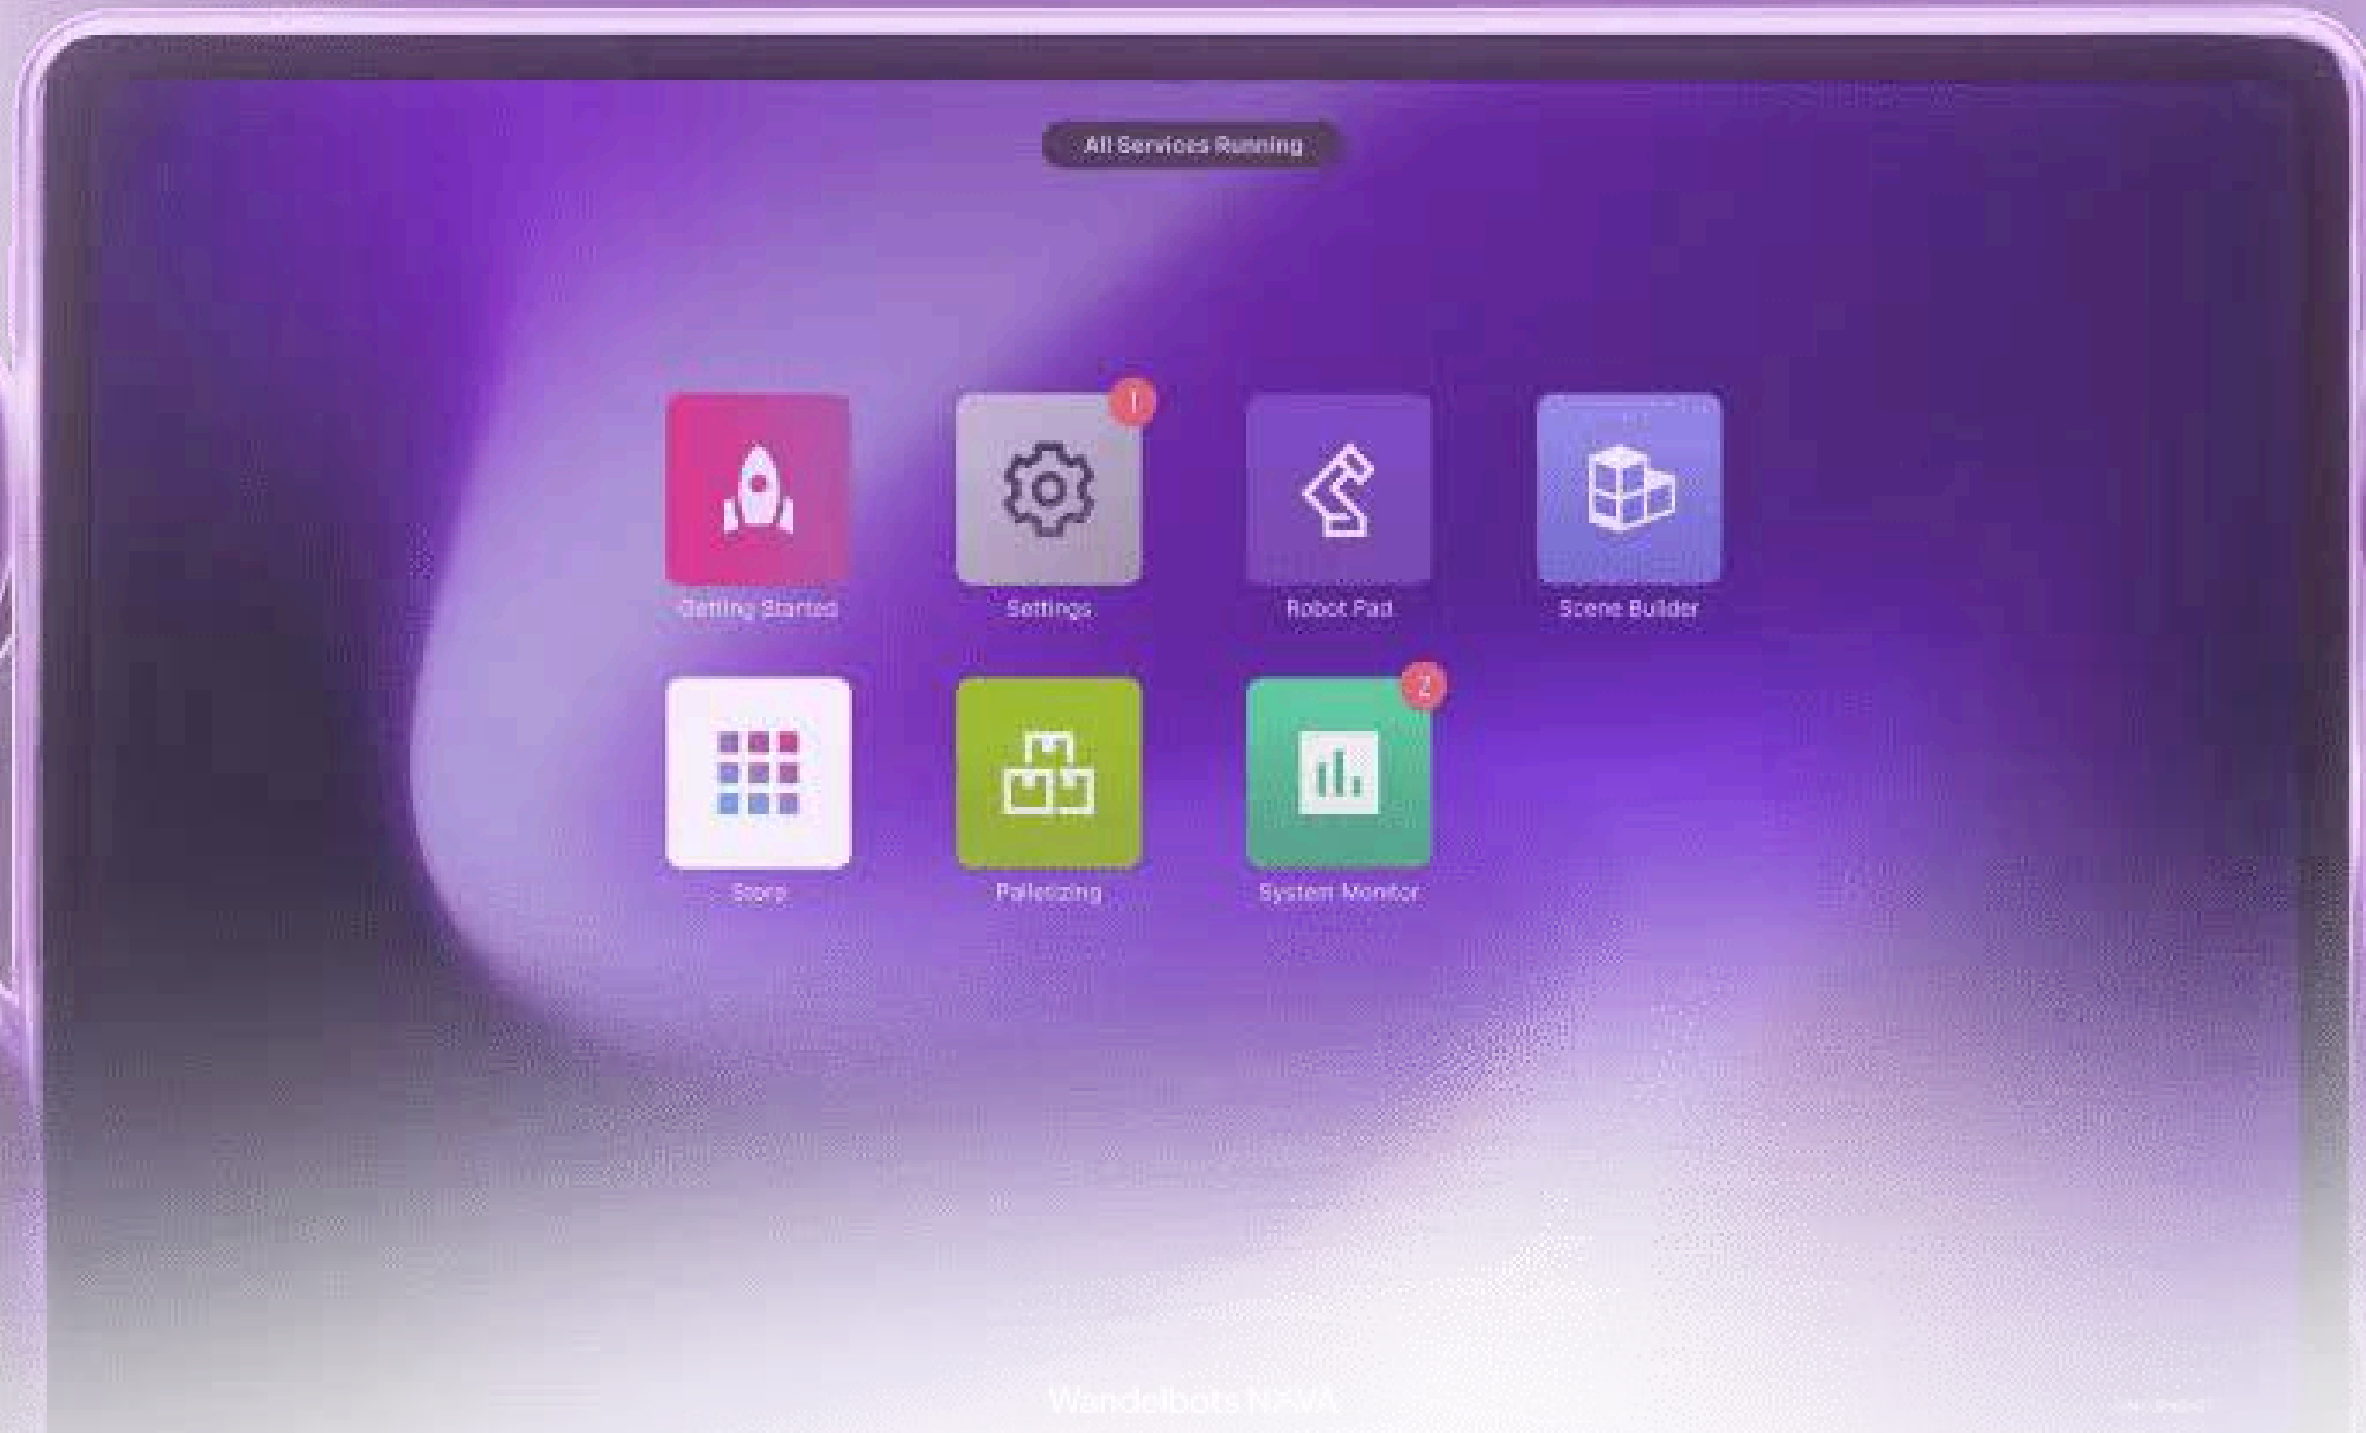 All Services Running
1
Getting Started
Settings
Robot Pad
Scene Builder
2
Store
Palletizing
System Monitor
Wandelbots NOVA